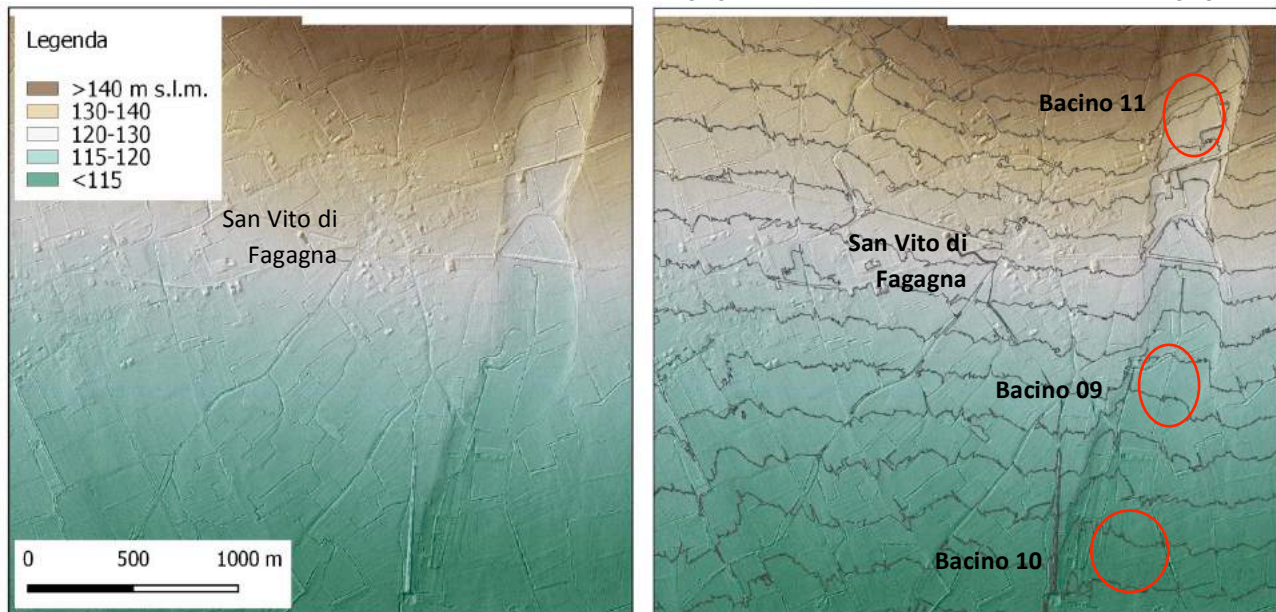 Legenda
>140 m s.l.m.
130-140
120-130
115-120
<115
San Vito di
Fagagna
0 500 1000 m
Bacino 11
San Vito di
Fagagna
Bacino 09
Bacino 10